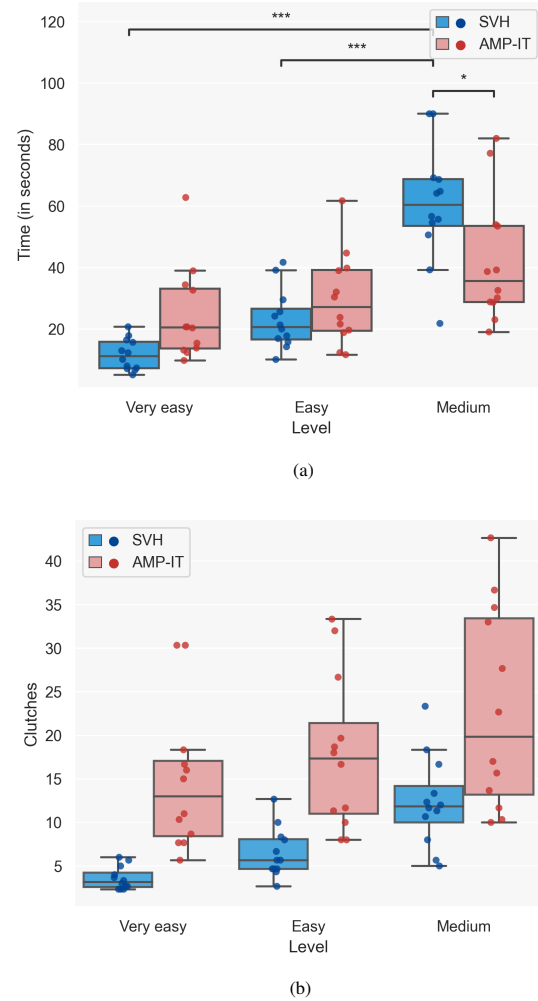 120
100
80
60
40
20
Time (in seconds)
***
***
*
SVH
AMP-IT
Very easy
Easy
Medium
Level
(a)
SVH
AMP-IT
40
35
30
25
20
15
10
5
Clutches
Very easy
Easy
Medium
Level
(b)